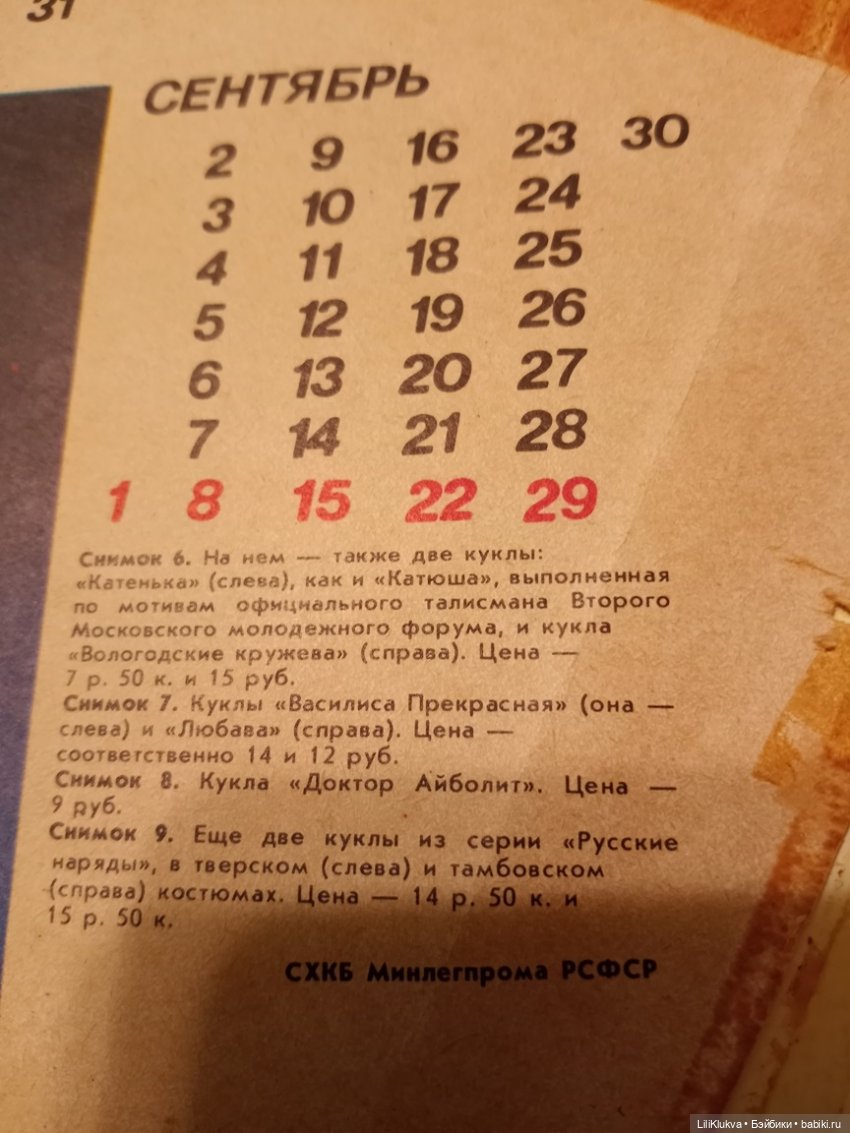 31
СЕНТЯБРЬ
2 9 16 23 30
3 10 17 24
4 11 18 25
5 12 19 26
6 13 20 27
7 14 21 28
1 8 15 22 29
Снимок 6. На нем — также две куклы:
«Катенька» (слева), как и «Катюша», выполненная
по мотивам официального талисмана Второго
Московского молодежного форума, и кукла
«Вологодские кружева» (справа). Цена —
7 р. 50 к. и 15 руб.
Снимок 7. Куклы «Василиса Прекрасная» (она —
слева) и «Любава» (справа). Цена —
соответственно 14 и 12 руб.
Снимок 8. Кукла «Доктор Айболит». Цена —
9 руб.
Снимок 9. Еще две куклы из серии «Русские
наряды», в тверском (слева) и тамбовском
(справа) костюмах. Цена — 14 р. 50 к. и
15 р. 50 к.
СХКБ Минлегпрома РСФСР
LiliKlukva • Бэйбики • babiki.ru